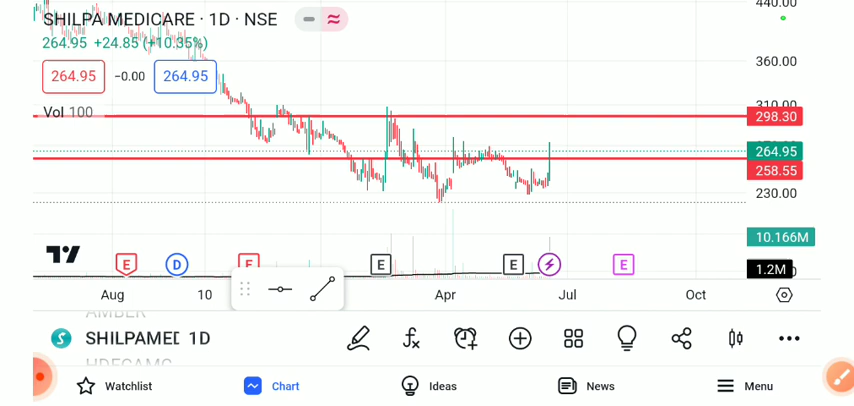 440.00
SHILPA MEDICARE · 1D · NSE
264.95 +24.85 (+10.35%)
360.00
264.95 −0.00 264.95
310.00
Vol 100
298.30
264.95
258.55
230.00
10.166M
E D E E E E
1.2M
Aug 10 Apr Jul Oct
AMBER
SHILPAMED 1D
HDFCAMC
Watchlist Chart Ideas News Menu